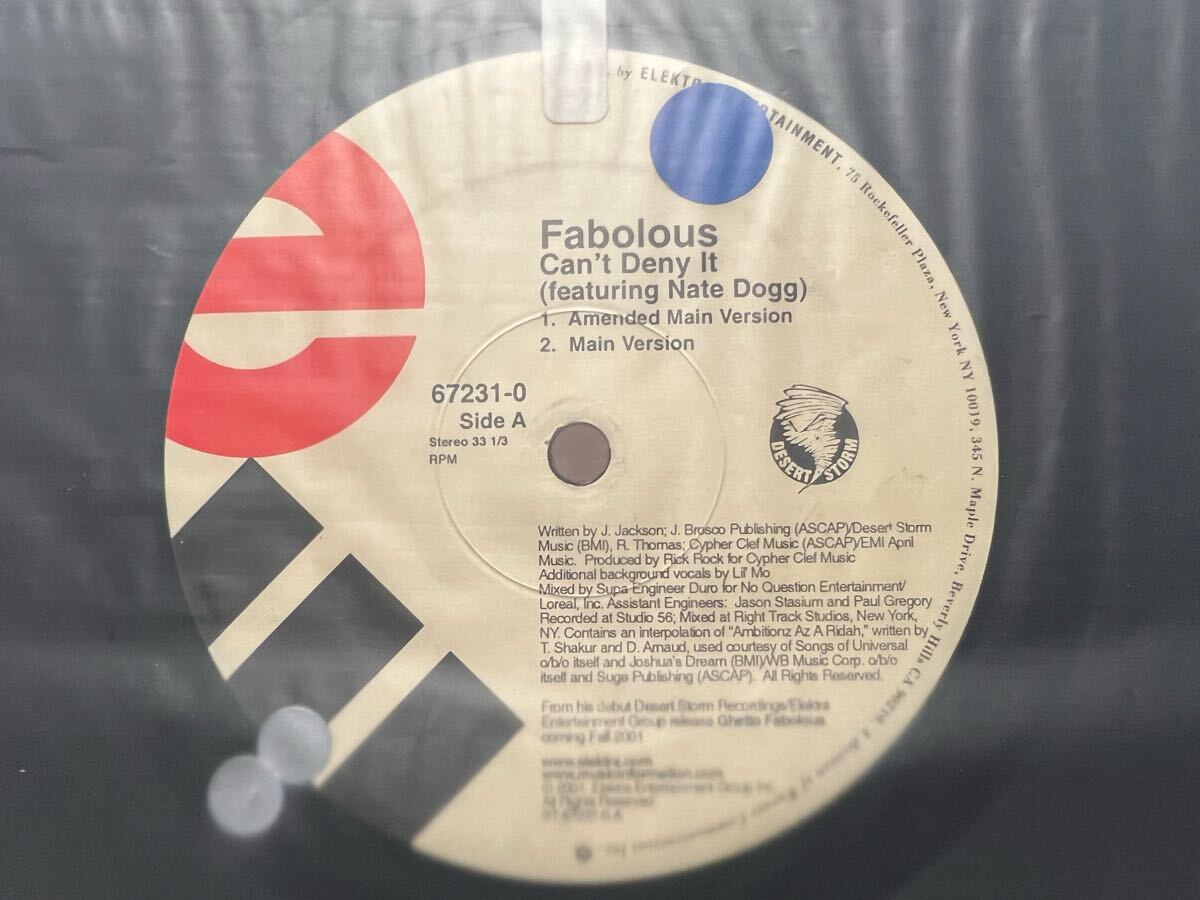 by ELEKTR RTAINMENT, 75 Rockefeller Plaza, New York NY 10019, 345 N. Maple Drive, Beverly Hills CA 90210. A
Fabolous
Can't Deny It
(featuring Nate Dogg)
1. Amended Main Version
2. Main Version
67231-0
Side A
Stereo 33 1/3
RPM
DESERT STORM
Written by J. Jackson; J. Brosco Publishing (ASCAP)/Desert Storm
Music (BMI), R. Thomas; Cypher Clef Music (ASCAP)/EMI April
Music. Produced by Rick Rock for Cypher Clef Music
Additional background vocals by Lil' Mo
Mixed by Supa Engineer Duro for No Question Entertainment/
Loreal, Inc. Assistant Engineers: Jason Stasium and Paul Gregory
Recorded at Studio 56; Mixed at Right Track Studios, New York,
NY. Contains an interpolation of "Ambitionz Az A Ridah," written by
T. Shakur and D. Arnaud, used courtesy of Songs of Universal
o/b/o itself and Joshua's Dream (BMI)/WB Music Corp. o/b/o
itself and Suge Publishing (ASCAP). All Rights Reserved.
From his debut Desert Storm Recordings/Elektra
Entertainment Group release Ghetto Fabolous
coming Fall 2001
www.elektra.com
www.musicinformation.com
© 2001 Elektra Entertainment Group Inc.
All Rights Reserved